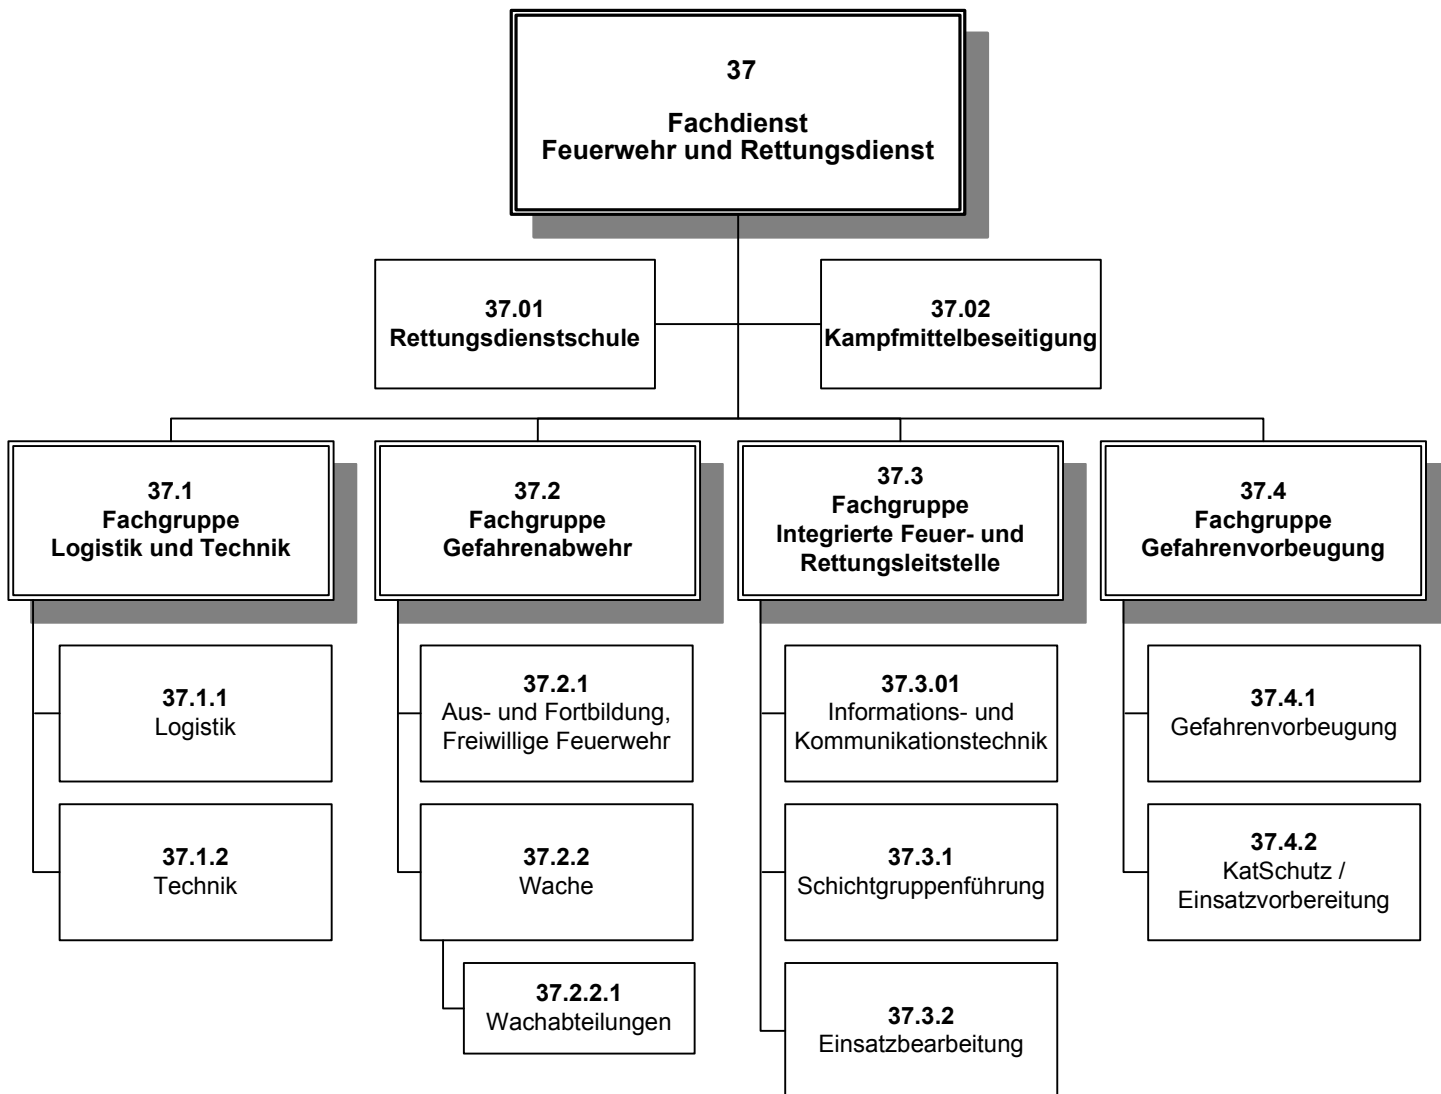 37
Fachdienst
Feuerwehr und Rettungsdienst
37.01
Rettungsdienstschule
37.02
Kampfmittelbeseitigung
37.1
Fachgruppe
Logistik und Technik
37.2
Fachgruppe
Gefahrenabwehr
37.3
Fachgruppe
Integrierte Feuer- und
Rettungsleitstelle
37.4
Fachgruppe
Gefahrenvorbeugung
37.1.1
Logistik
37.2.1
Aus- und Fortbildung,
Freiwillige Feuerwehr
37.3.01
Informations- und
Kommunikationstechnik
37.4.1
Gefahrenvorbeugung
37.1.2
Technik
37.2.2
Wache
37.3.1
Schichtgruppenführung
37.4.2
KatSchutz /
Einsatzvorbereitung
37.2.2.1
Wachabteilungen
37.3.2
Einsatzbearbeitung